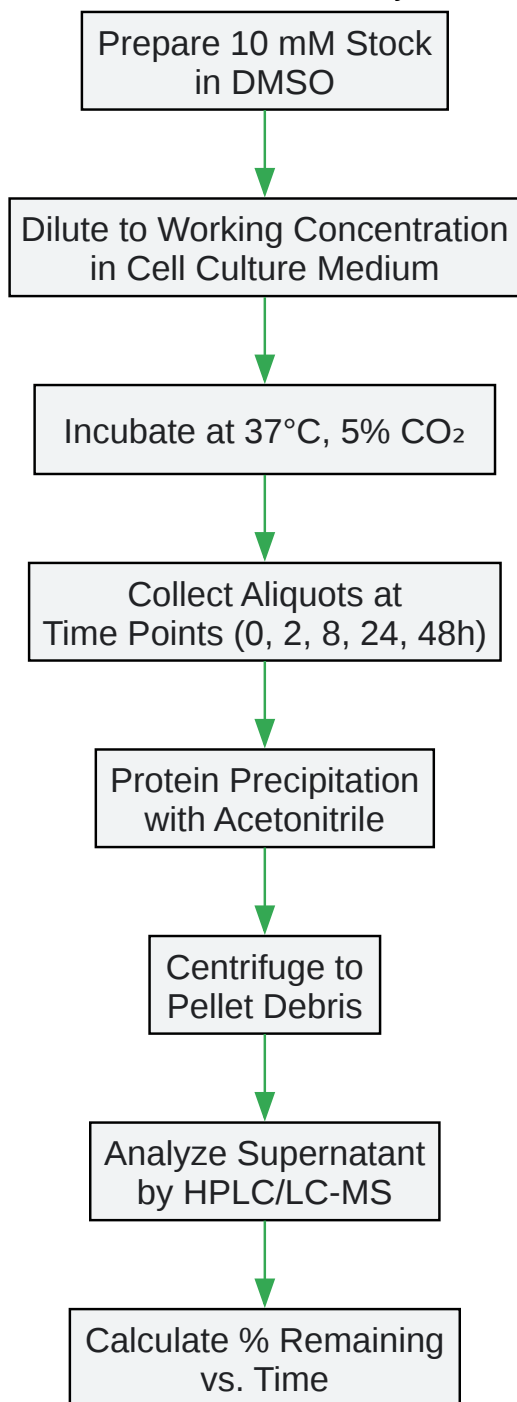 Prepare 10 mM Stock
in DMSO
Dilute to Working Concentration
in Cell Culture Medium
Incubate at 37°C, 5% CO₂
Collect Aliquots at
Time Points (0, 2, 8, 24, 48h)
Protein Precipitation
with Acetonitrile
Centrifuge to
Pellet Debris
Analyze Supernatant
by HPLC/LC-MS
Calculate % Remaining
vs. Time